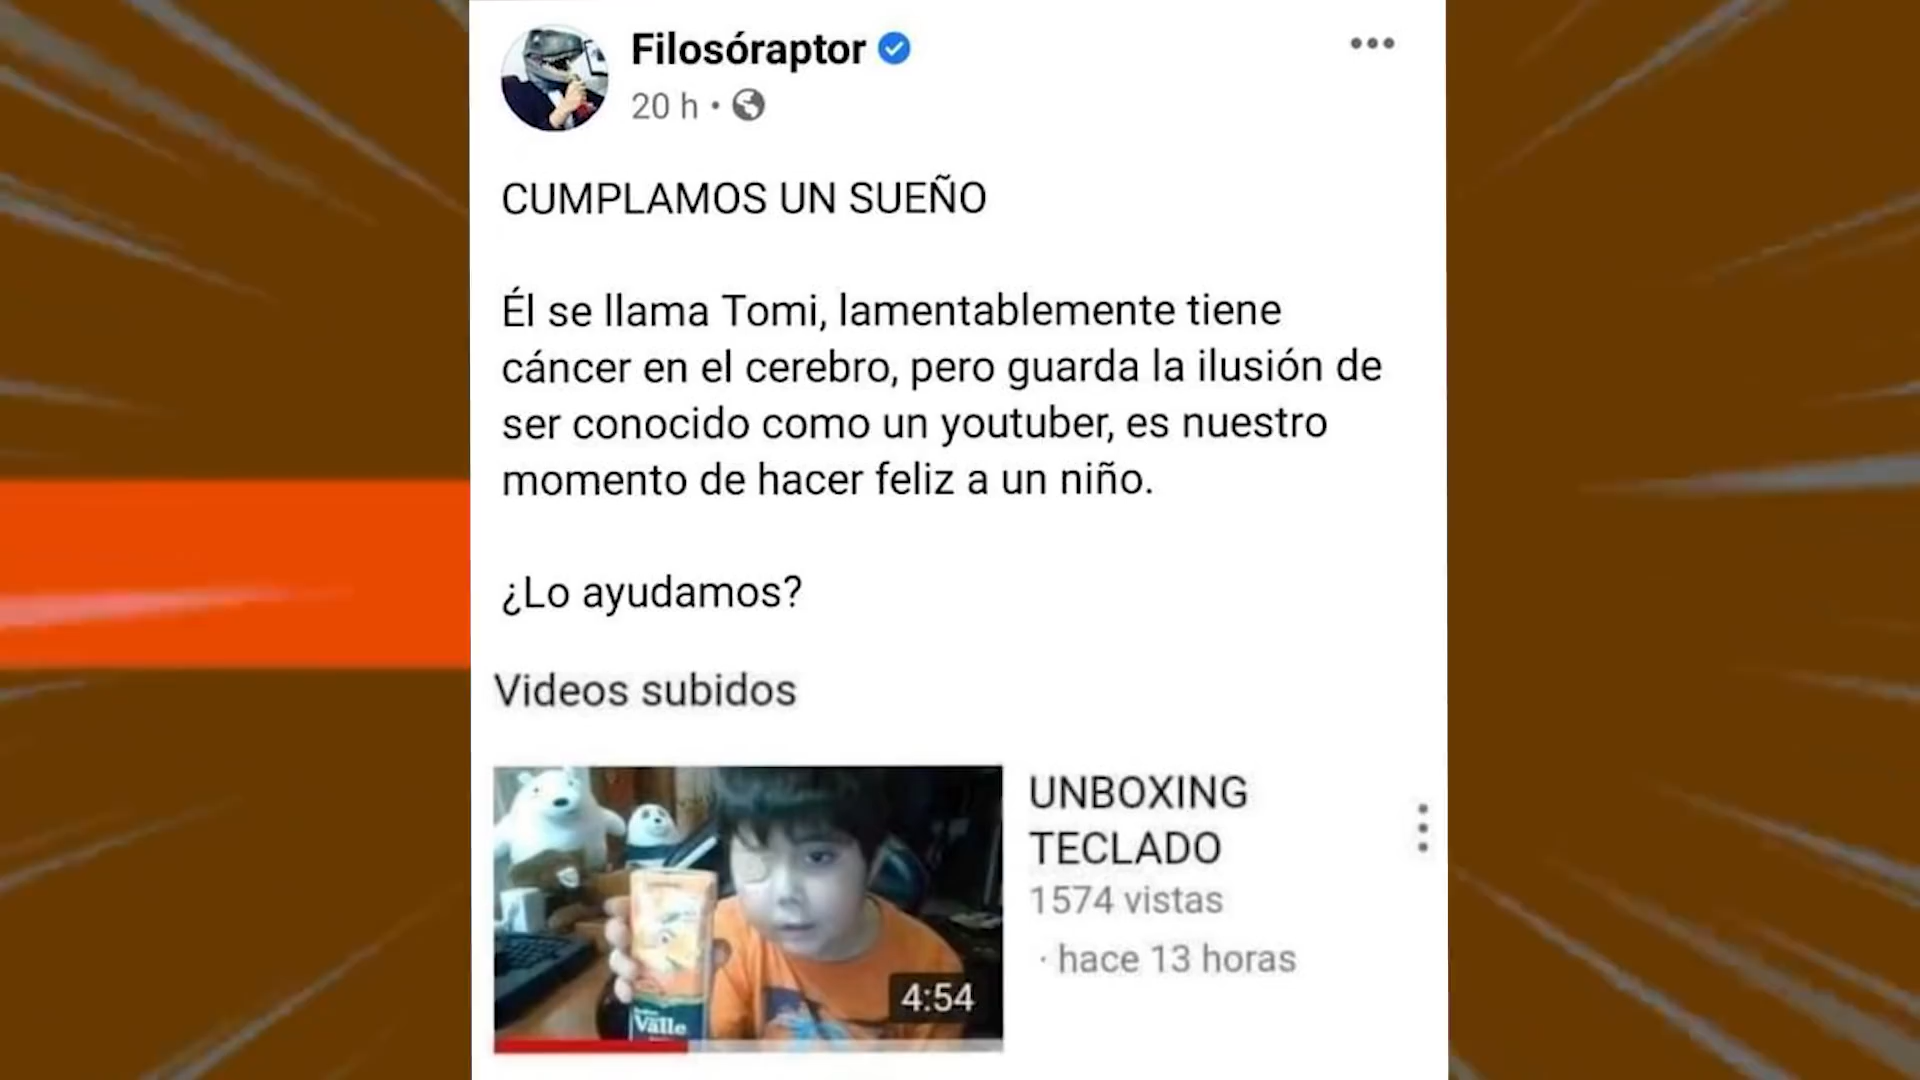 Filosóraptor
20 h
CUMPLAMOS UN SUEÑO
Él se llama Tomi, lamentablemente tiene
cáncer en el cerebro, pero guarda la ilusión de
ser conocido como un youtuber, es nuestro
momento de hacer feliz a un niño.
¿Lo ayudamos?
Videos subidos
UNBOXING
TECLADO
1574 vistas
· hace 13 horas
4:54
Valle